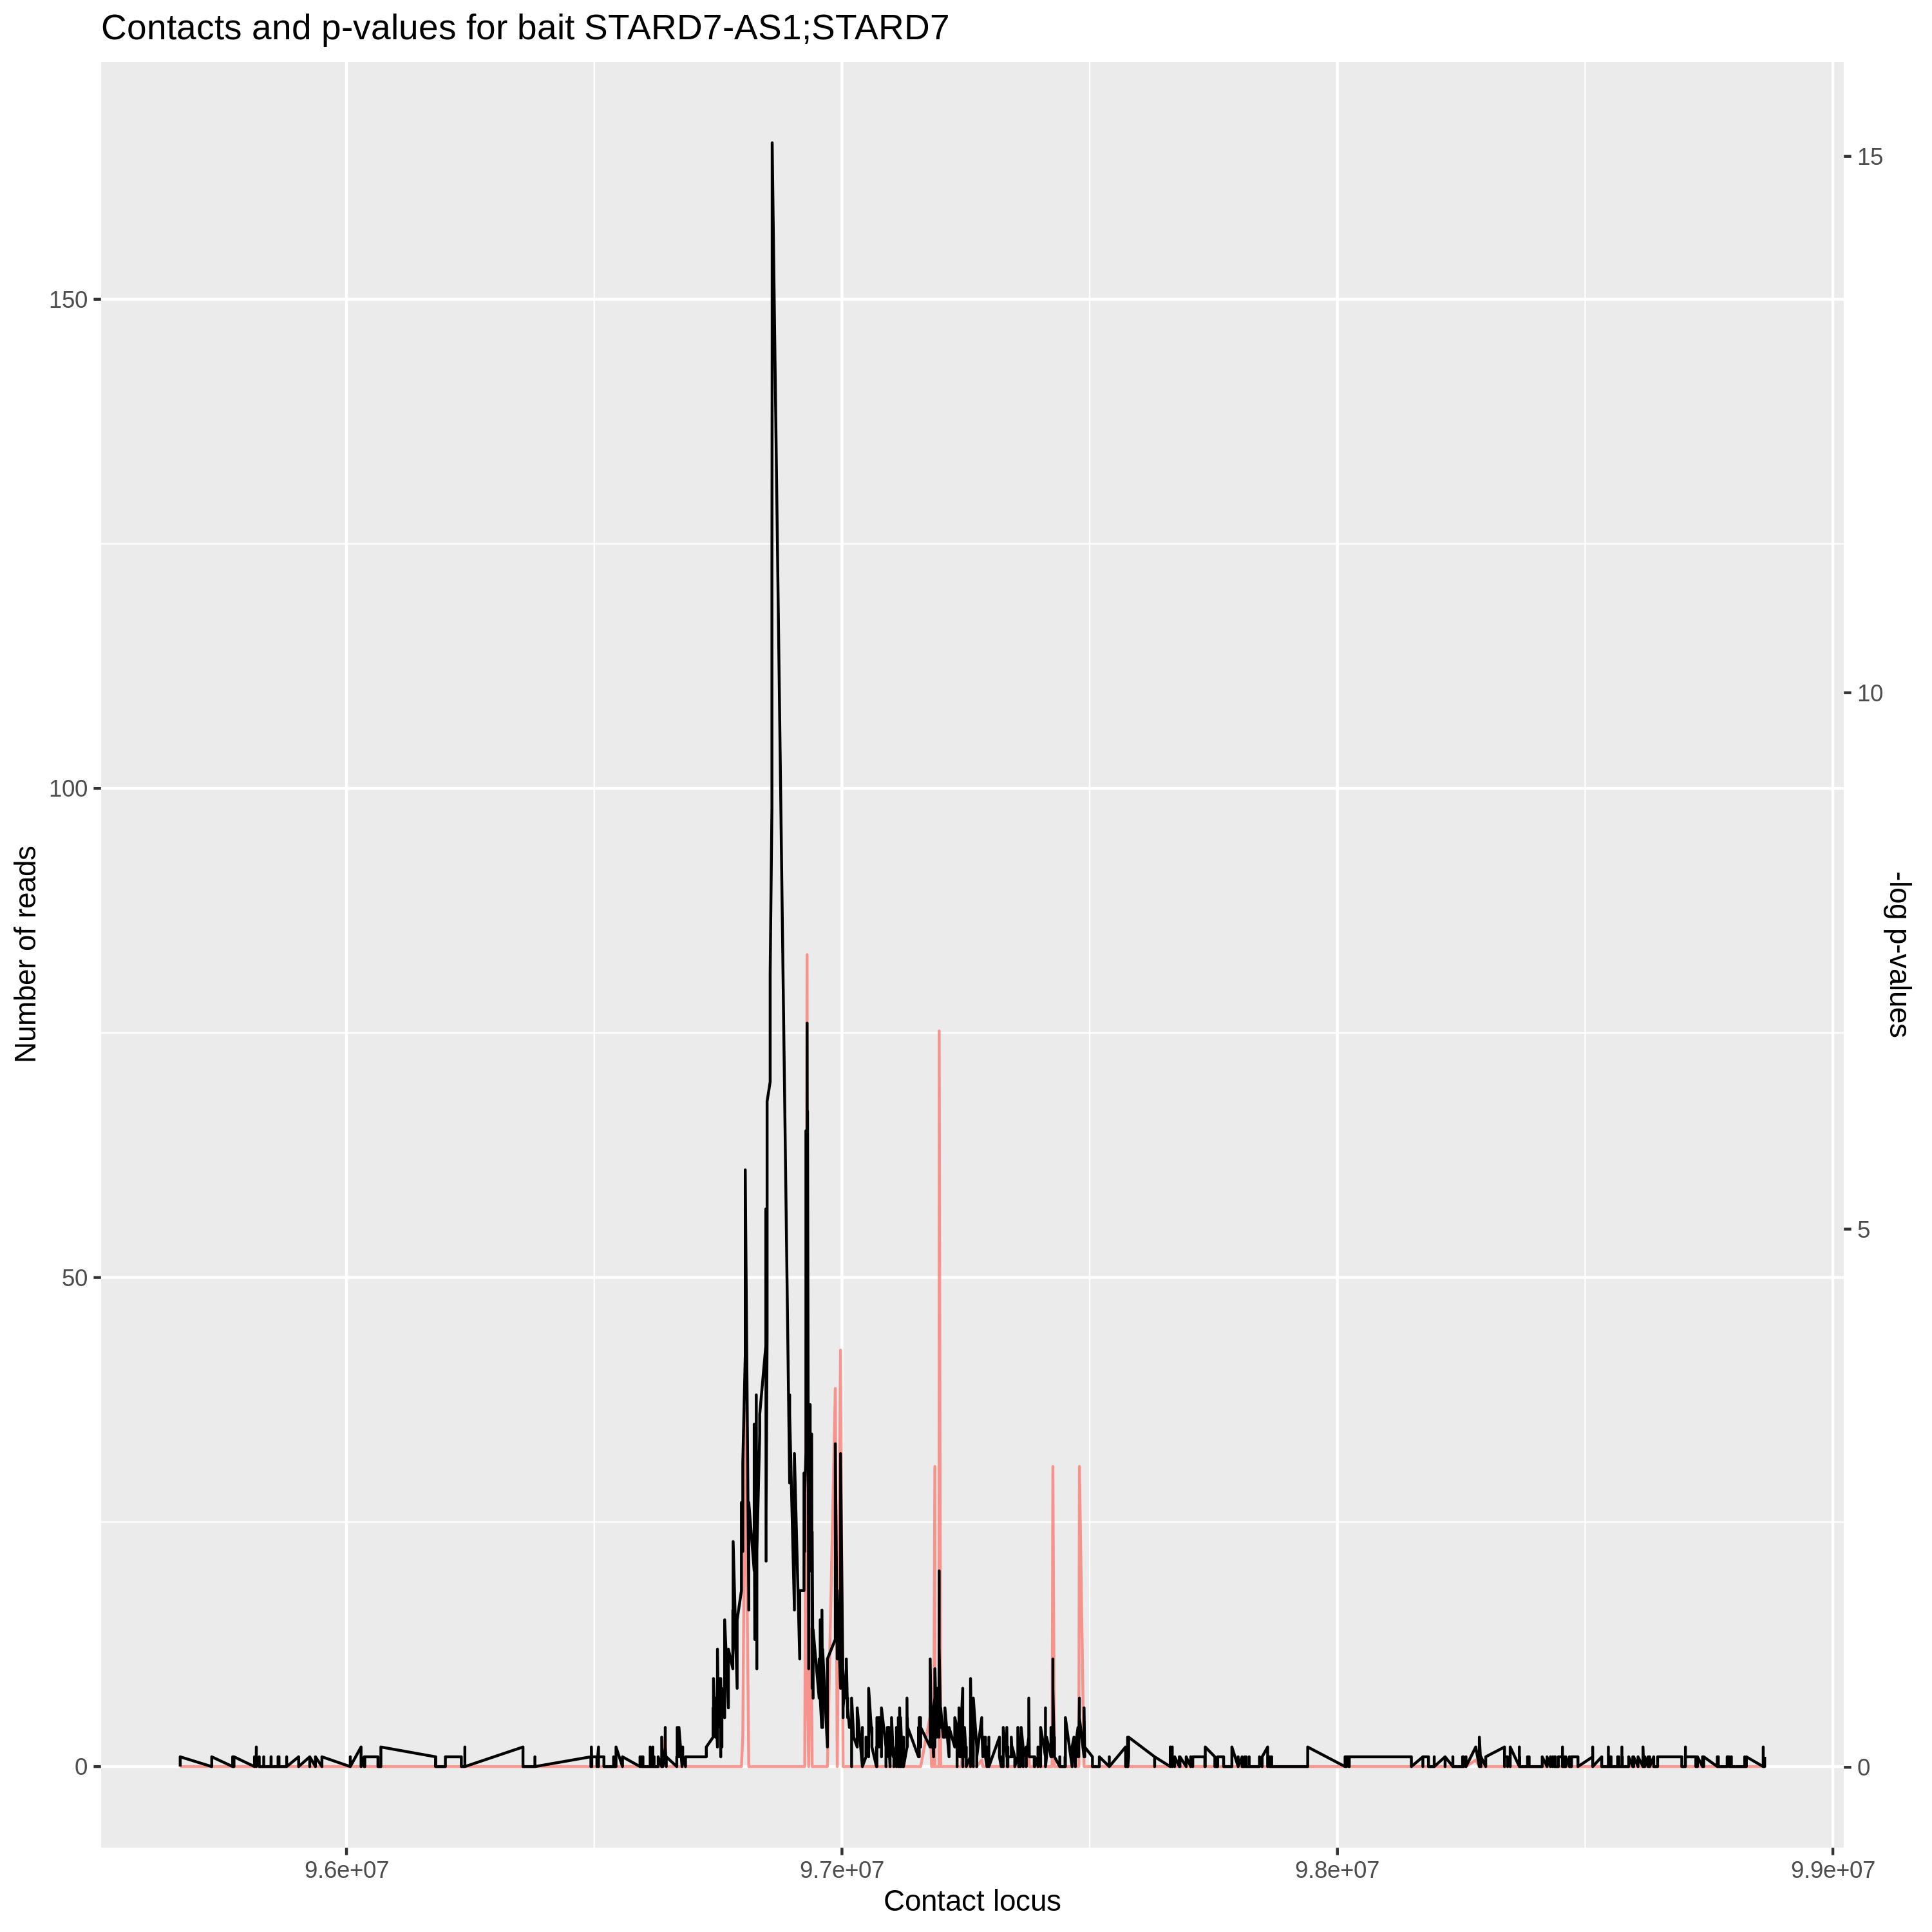 Contacts and p-values for bait STARD7-AS1;STARD7
150
100
50
0
Number of reads
15
10
5
0
-log p-values
9.6e+07
9.7e+07
9.8e+07
9.9e+07
Contact locus